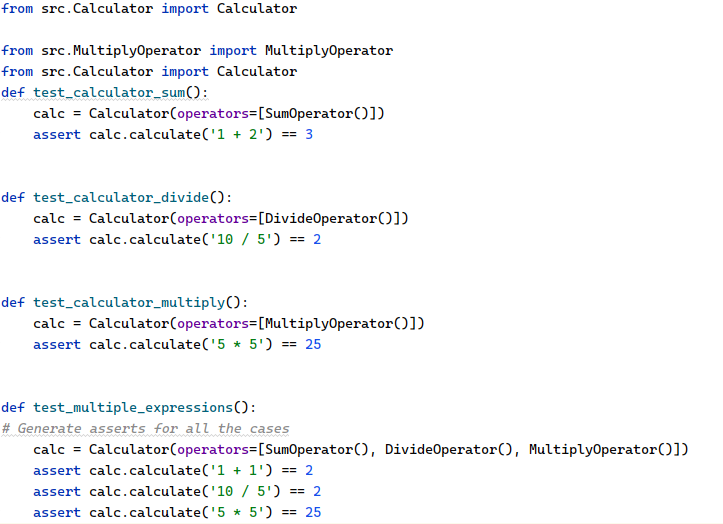 from src.Calculator import Calculator
from src.MultiplyOperator import MultiplyOperator
from src.Calculator import Calculator
def test_calculator_sum():
    calc = Calculator(operators=[SumOperator()])
    assert calc.calculate('1 + 2') == 3
def test_calculator_divide():
    calc = Calculator(operators=[DivideOperator()])
    assert calc.calculate('10 / 5') == 2
def test_calculator_multiply():
    calc = Calculator(operators=[MultiplyOperator()])
    assert calc.calculate('5 * 5') == 25
def test_multiple_expressions():
# Generate asserts for all the cases
    calc = Calculator(operators=[SumOperator(), DivideOperator(), MultiplyOperator()])
    assert calc.calculate('1 + 1') == 2
    assert calc.calculate('10 / 5') == 2
    assert calc.calculate('5 * 5') == 25